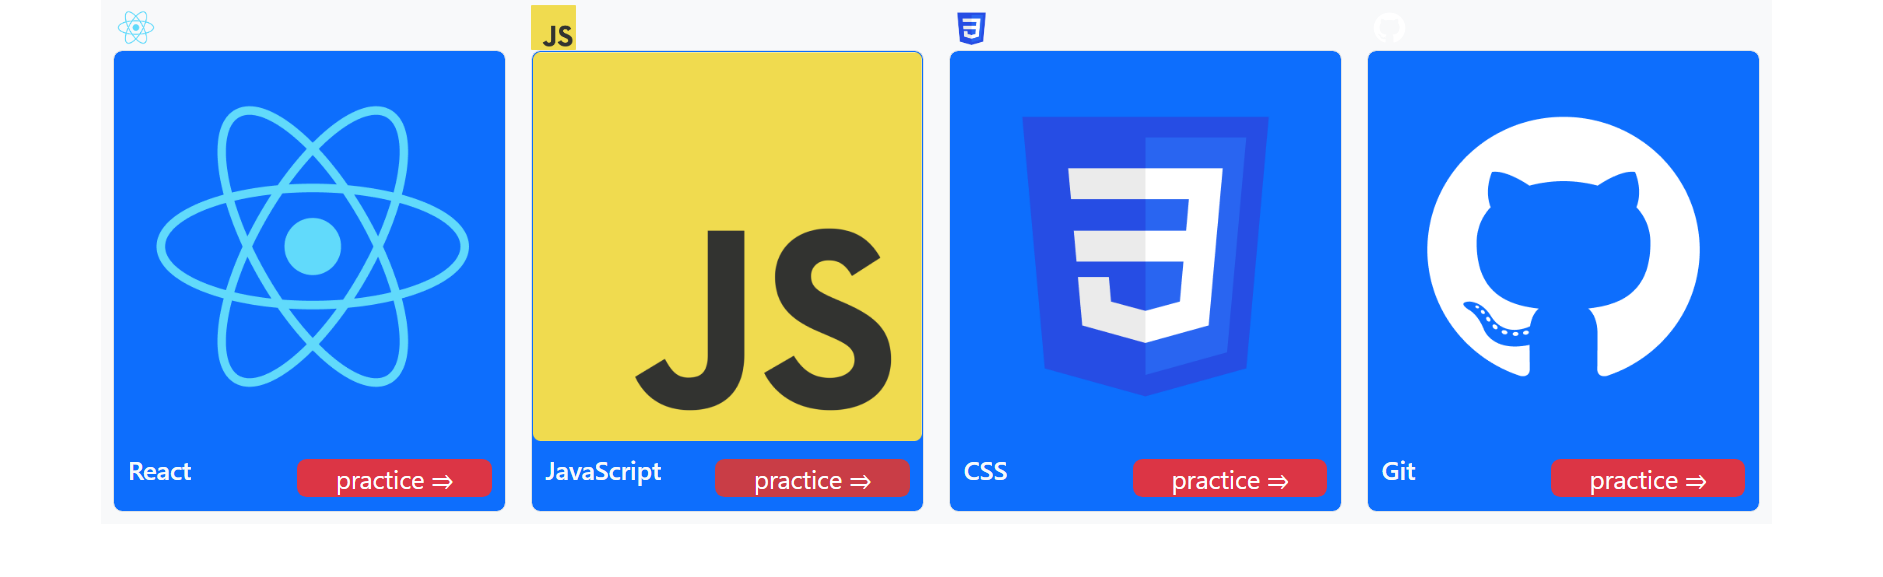 JS
JS
React
practice ⇒
JavaScript
practice ⇒
CSS
practice ⇒
Git
practice ⇒